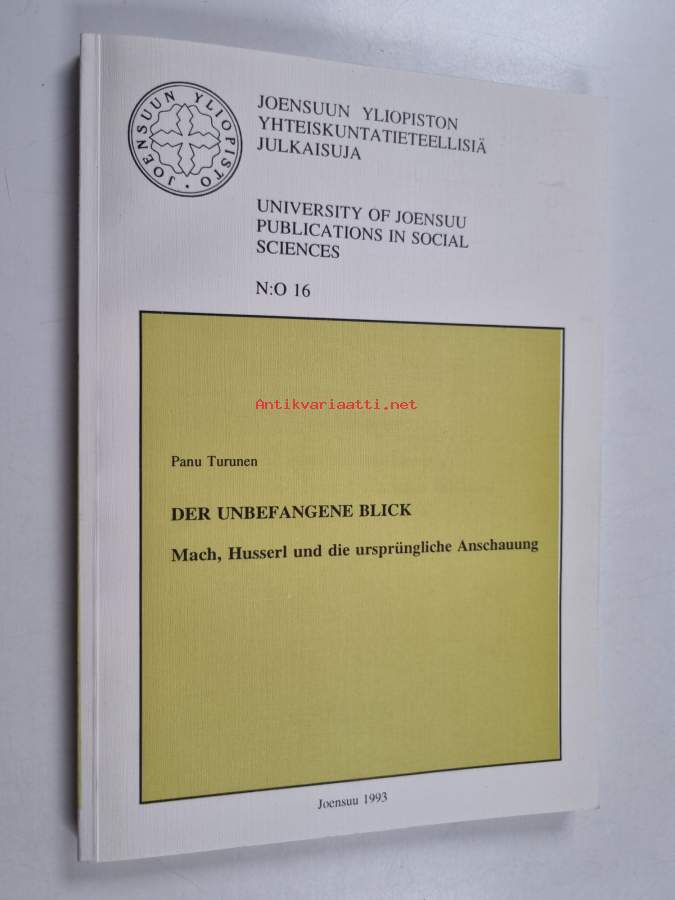 JOENSUUN YLIOPISTO
JOENSUUN YLIOPISTON
YHTEISKUNTATIETEELLISIÄ
JULKAISUJA
UNIVERSITY OF JOENSUU
PUBLICATIONS IN SOCIAL
SCIENCES
N:O 16
Antikvariaatti.net
Panu Turunen
DER UNBEFANGENE BLICK
Mach, Husserl und die ursprüngliche Anschauung
Joensuu 1993